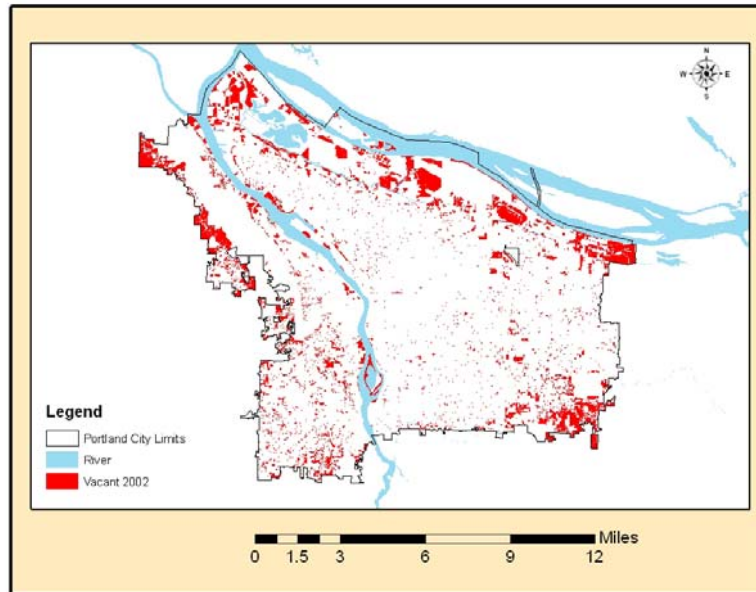 N
W E
S
Legend
Portland City Limits
River
Vacant 2002
Miles
0 1.5 3 6 9 12